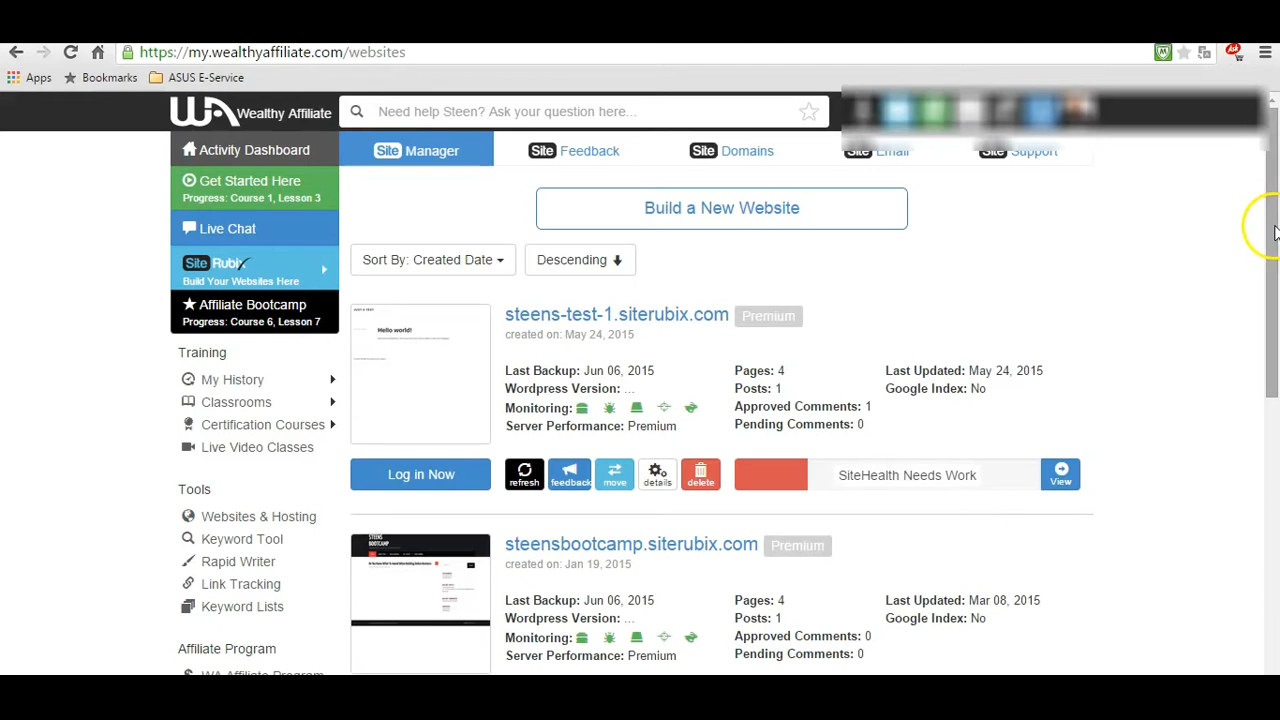 https://my.wealthyaffiliate.com/websites
Apps Bookmarks ASUS E-Service
WA Wealthy Affiliate
Need help Steen? Ask your question here...
Activity Dashboard
Get Started Here
Progress: Course 1, Lesson 3
Live Chat
Site Rubix
Build Your Websites Here
Affiliate Bootcamp
Progress: Course 6, Lesson 7
Training
My History
Classrooms
Certification Courses
Live Video Classes
Tools
Websites & Hosting
Keyword Tool
Rapid Writer
Link Tracking
Keyword Lists
Affiliate Program
WA Affiliate Program
Site Manager
Site Feedback
Site Domains
Site Email
Site Support
Build a New Website
Sort By: Created Date
Descending
Hello world!
steens-test-1.siterubix.com Premium
created on: May 24, 2015
Last Backup: Jun 06, 2015
Wordpress Version: ...
Monitoring:
Server Performance: Premium
Pages: 4
Posts: 1
Approved Comments: 1
Pending Comments: 0
Last Updated: May 24, 2015
Google Index: No
Log in Now
refresh
feedback
move
details
delete
SiteHealth Needs Work
View
STEENS
BOOTCAMP
steensbootcamp.siterubix.com Premium
created on: Jan 19, 2015
Last Backup: Jun 06, 2015
Wordpress Version: ...
Monitoring:
Server Performance: Premium
Pages: 4
Posts: 1
Approved Comments: 0
Pending Comments: 0
Last Updated: Mar 08, 2015
Google Index: No